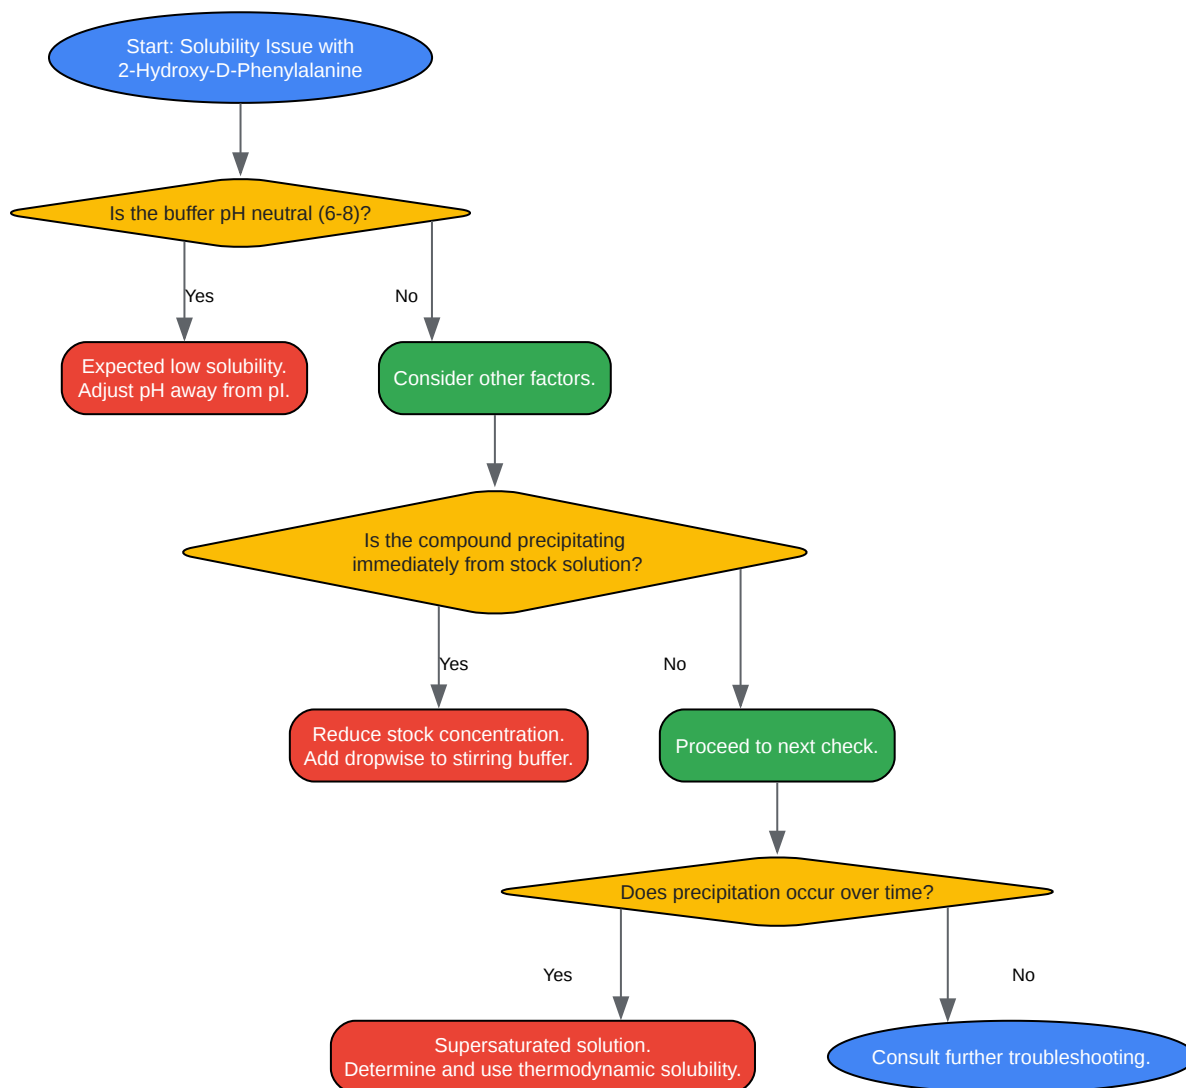 Start: Solubility Issue with
2-Hydroxy-D-Phenylalanine
Is the buffer pH neutral (6-8)?
Yes
No
Expected low solubility.
Adjust pH away from pI.
Consider other factors.
Is the compound precipitating
immediately from stock solution?
Yes
No
Reduce stock concentration.
Add dropwise to stirring buffer.
Proceed to next check.
Does precipitation occur over time?
Yes
No
Supersaturated solution.
Determine and use thermodynamic solubility.
Consult further troubleshooting.